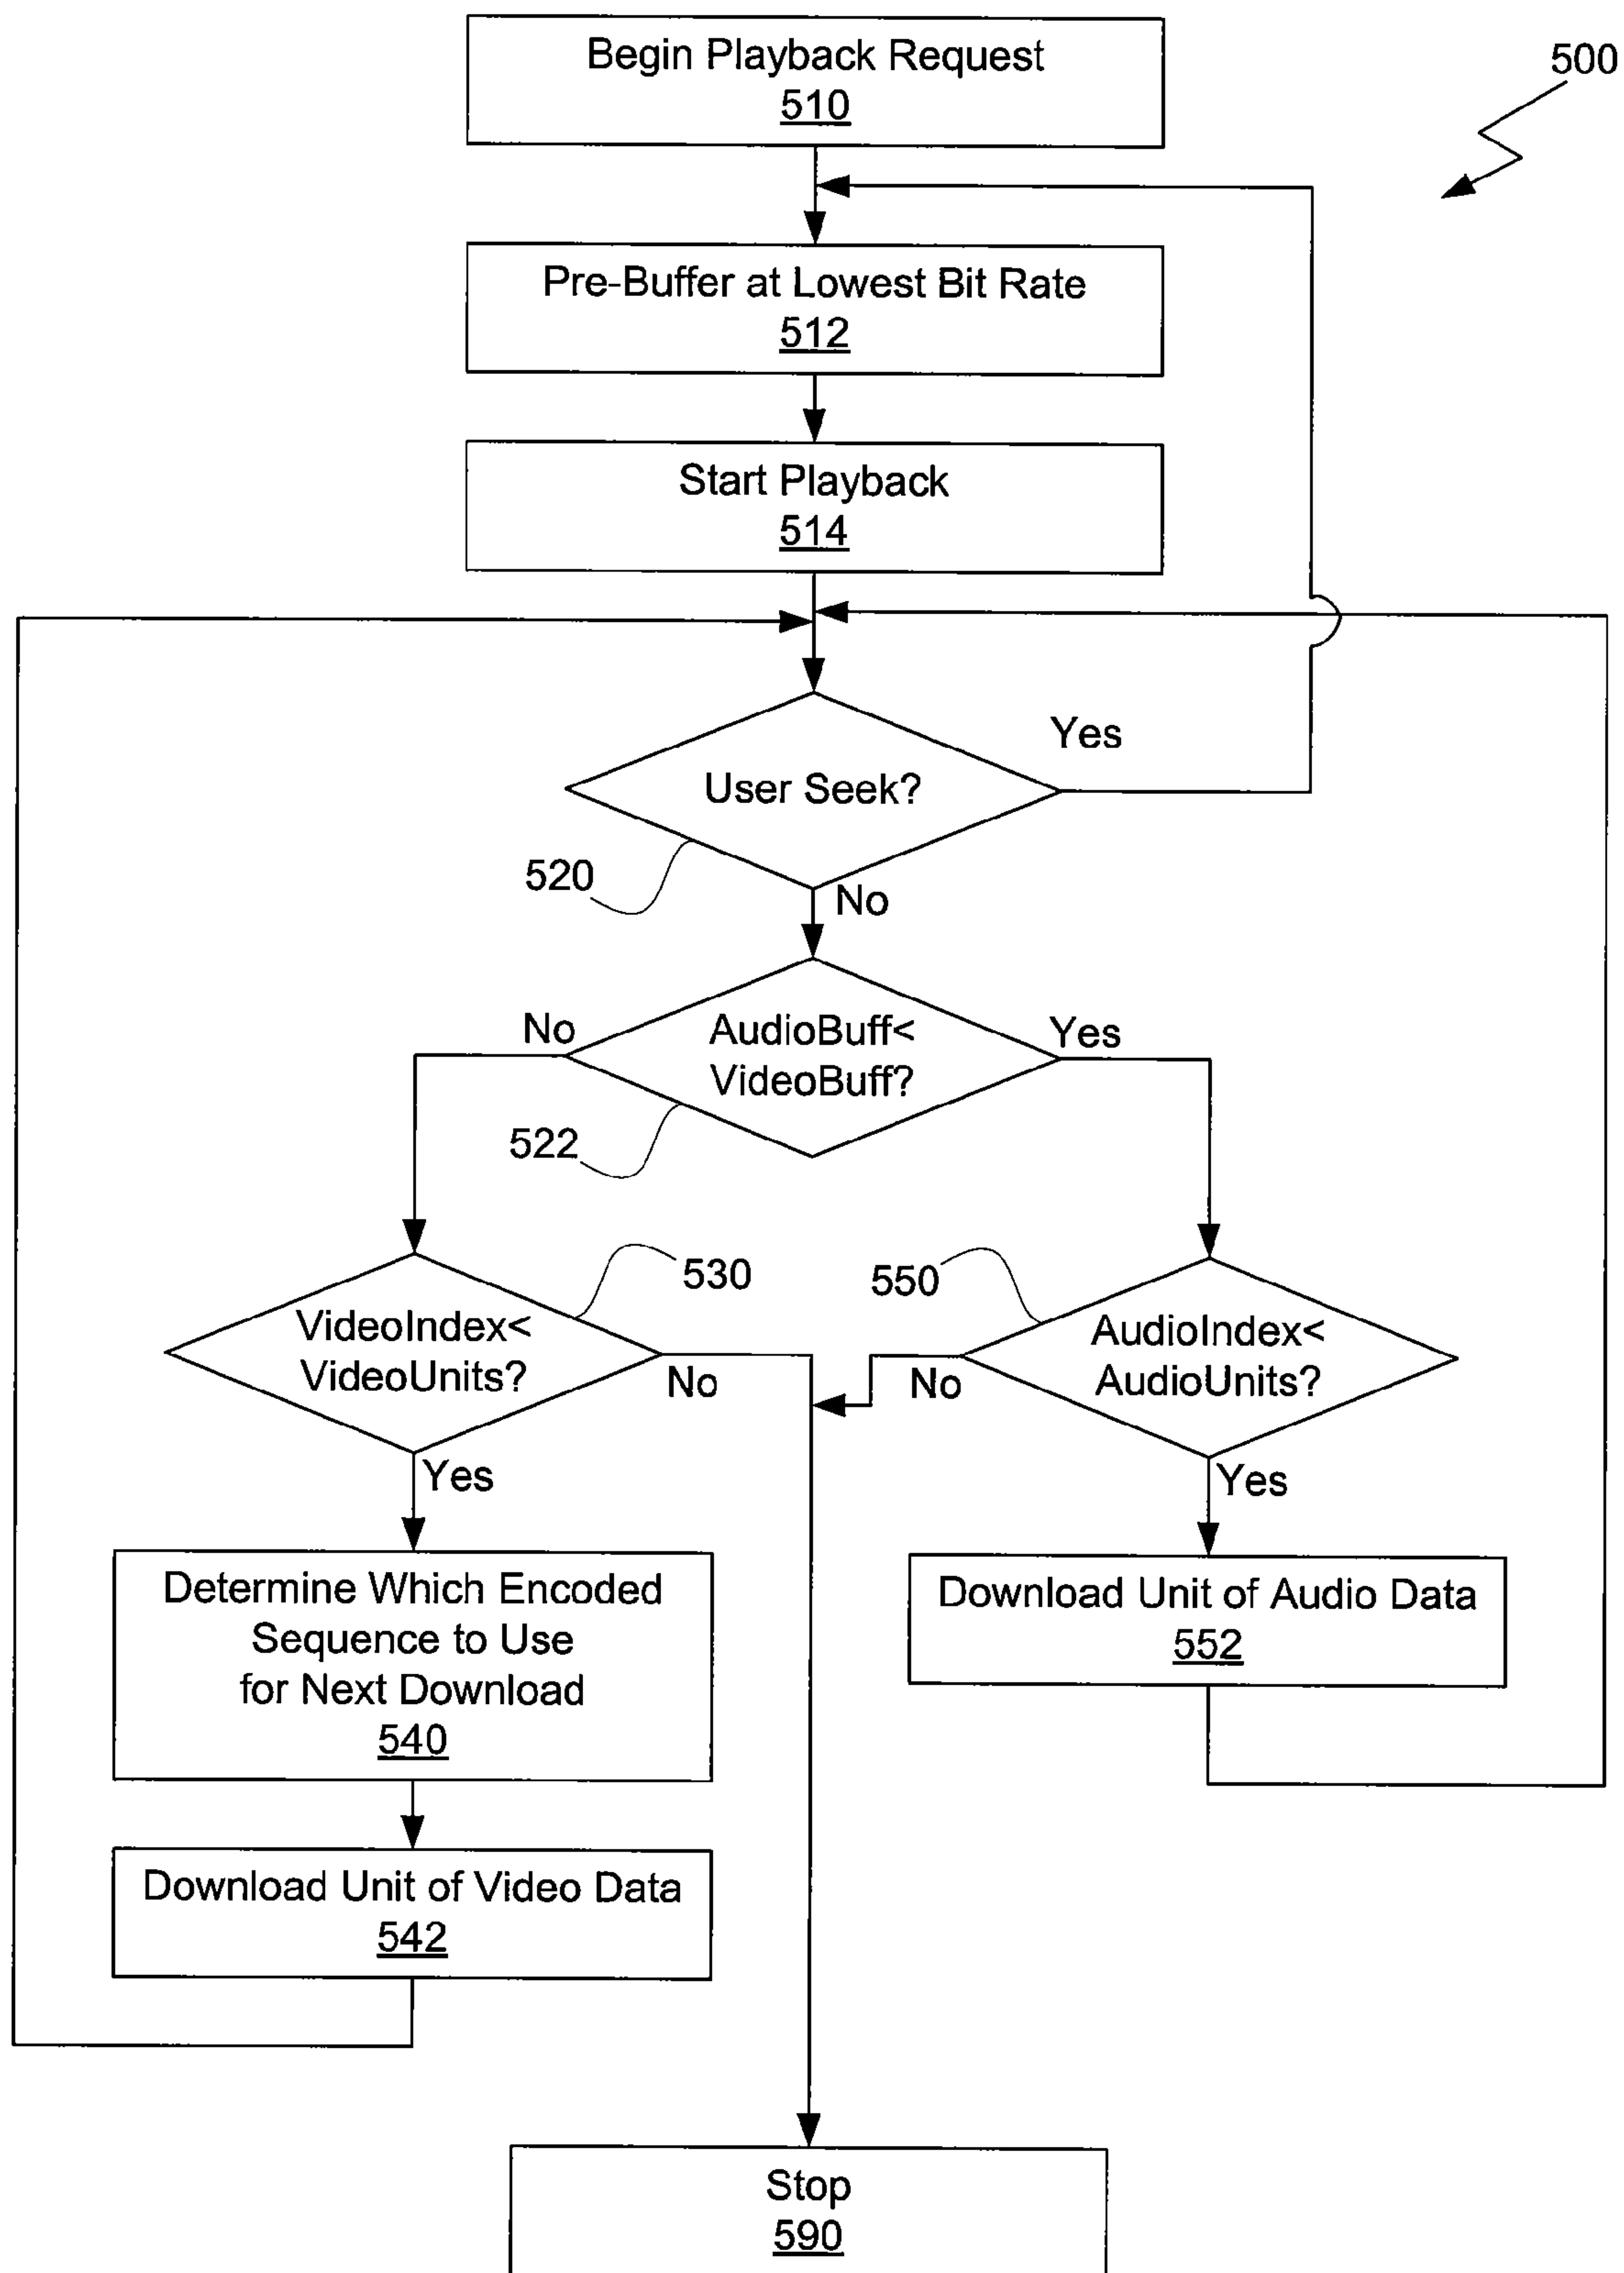 Begin Playback Request
510
500
Pre-Buffer at Lowest Bit Rate
512
Start Playback
514
User Seek?
Yes
520
No
AudioBuff<
VideoBuff?
No
Yes
522
VideoIndex<
VideoUnits?
530
No
Yes
550
AudioIndex<
AudioUnits?
No
Yes
Determine Which Encoded
Sequence to Use
for Next Download
540
Download Unit of Audio Data
552
Download Unit of Video Data
542
Stop
590